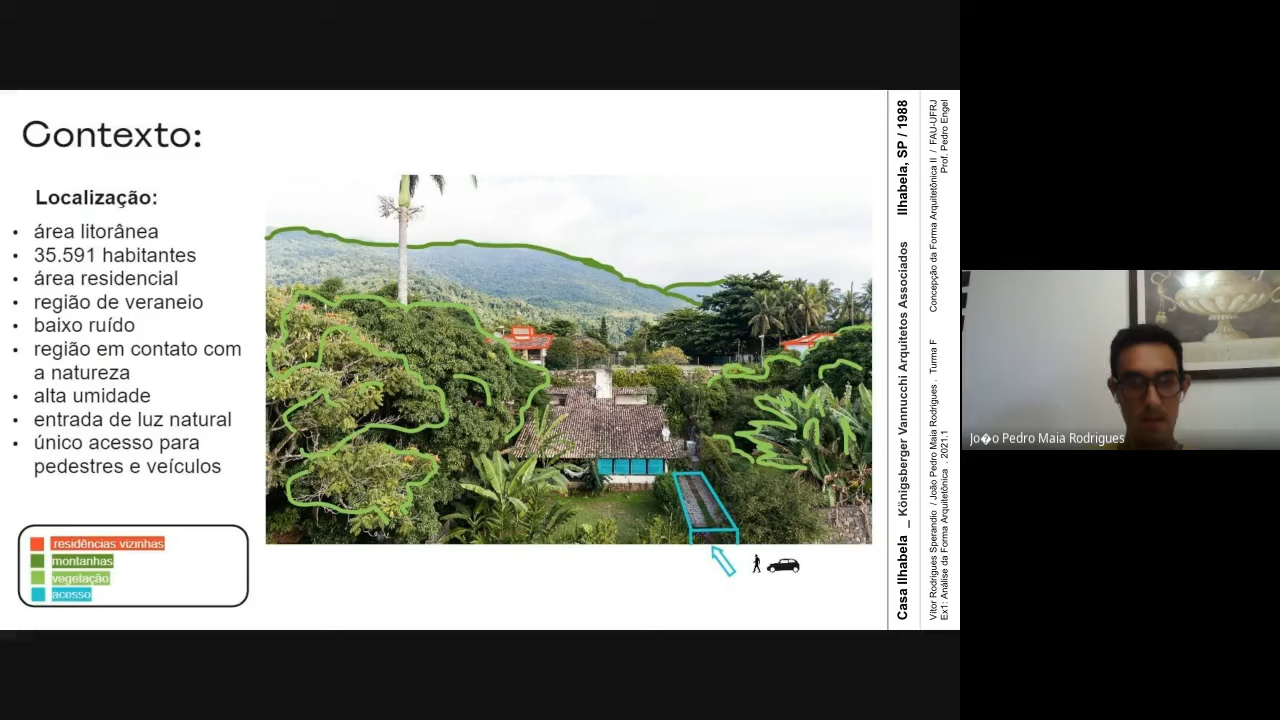 Contexto:
Localização:
• área litorânea
• 35.591 habitantes
• área residencial
• região de veraneio
• baixo ruído
• região em contato com
a natureza
• alta umidade
• entrada de luz natural
• único acesso para
pedestres e veículos
residências vizinhas
montanhas
vegetação
acesso
Casa Ilhabela _ Königsberger Vannucchi Arquitetos Associados Ilhabela, SP / 1988
Vitor Rodrigues Sperandio / João Pedro Maia Rodrigues . Turma F Concepção da Forma Arquitetônica II / FAU-UFRJ
Ex1: Análise da Forma Arquitetônica . 2021.1 Prof. Pedro Engel
Jo�o Pedro Maia Rodrigues